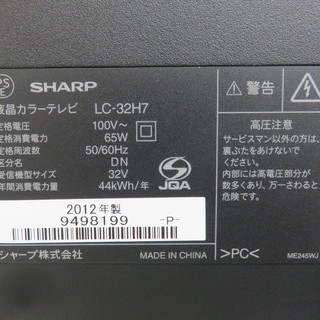 PS
E
SHARP
液晶カラーテレビ LC-32H7
定格電圧 100V~
定格消費電力 65W
定格周波数 50/60Hz
区分名 DN
受信機型サイズ 32V
年間消費電力量 44kWh/年
JQA
2012年製
9498199 -P-
シャープ株式会社 MADE IN CHINA
警告
高圧注意
サービスマン以外の方は、
裏ぶたをあけないでください。
内部には高電圧部分が
数多くあり、万一さわると
危険です。
>PC<
ME245WJ